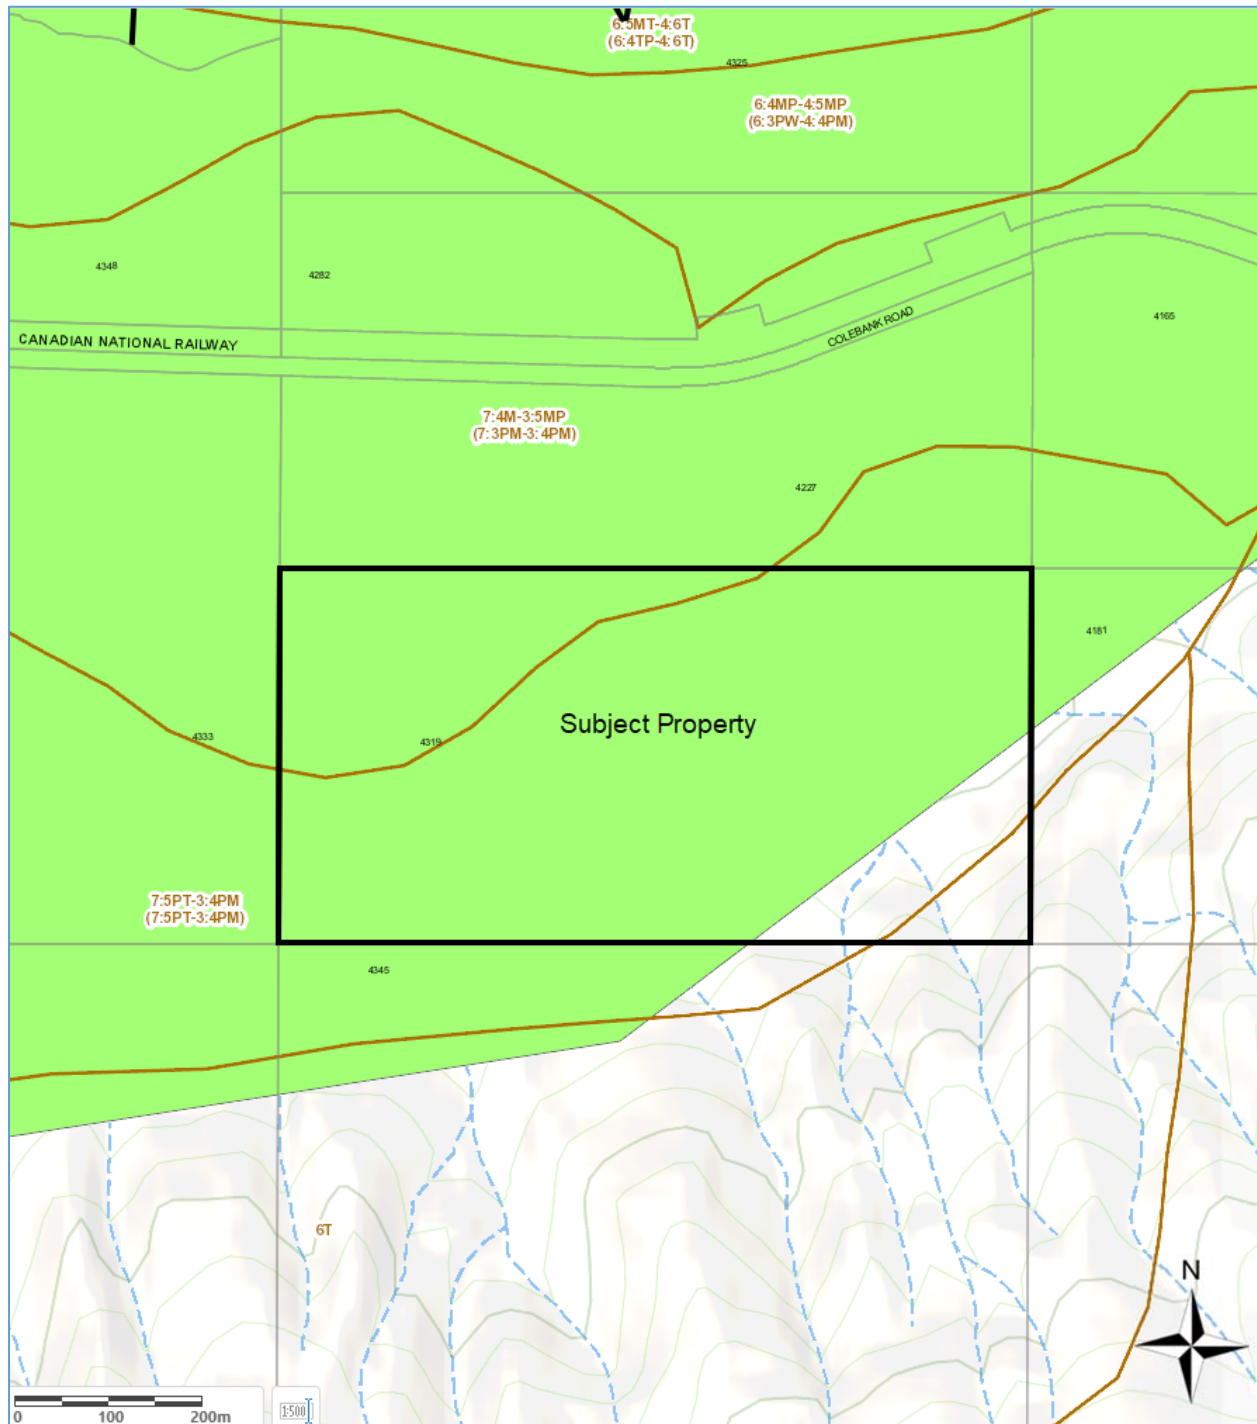 6:5MT-4:6T
(6:4TP-4:6T)
4325
6:4MP-4:5MP
(6:3PW-4:4PM)
4348
4282
4165
COLEBANK ROAD
CANADIAN NATIONAL RAILWAY
7:4M-3:5MP
(7:3PM-3:4PM)
4227
4181
Subject Property
4333
4319
7:5PT-3:4PM
(7:5PT-3:4PM)
4345
6T
N
0 100 200m
1:500